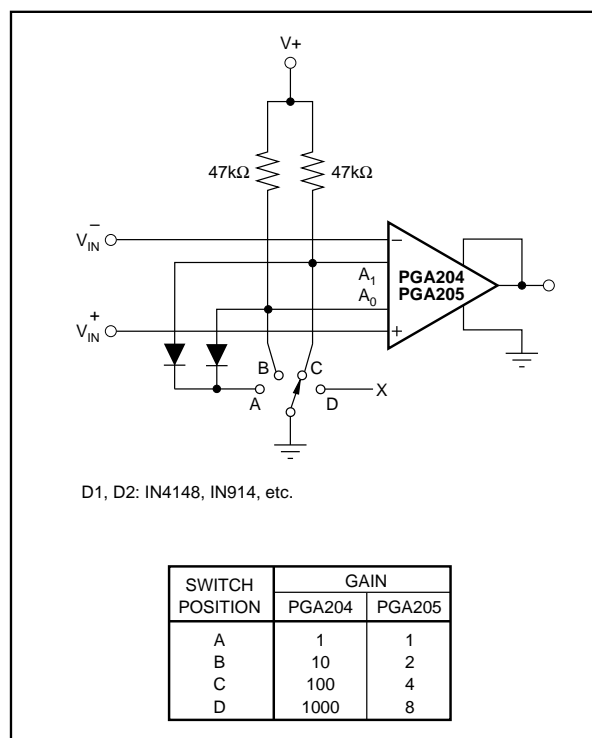 V+
47kΩ 47kΩ
V IN –
A1
A0
PGA204
PGA205
–
+
V IN +
B C
A D X
D1, D2: IN4148, IN914, etc.
SWITCH POSITION GAIN
PGA204 PGA205
A 1 1
B 10 2
C 100 4
D 1000 8